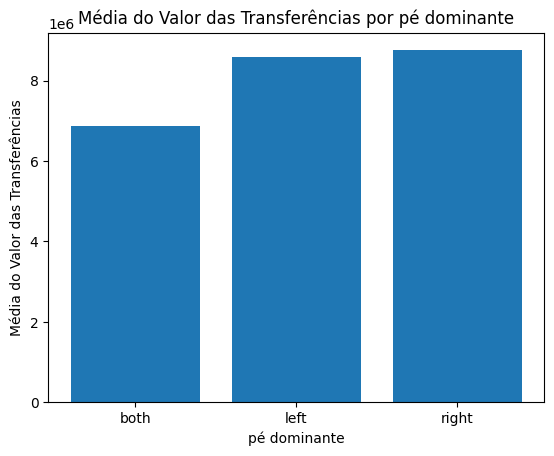 Média do Valor das Transferências por pé dominante
1e6
8
6
4
2
0
Média do Valor das Transferências
both left right
pé dominante